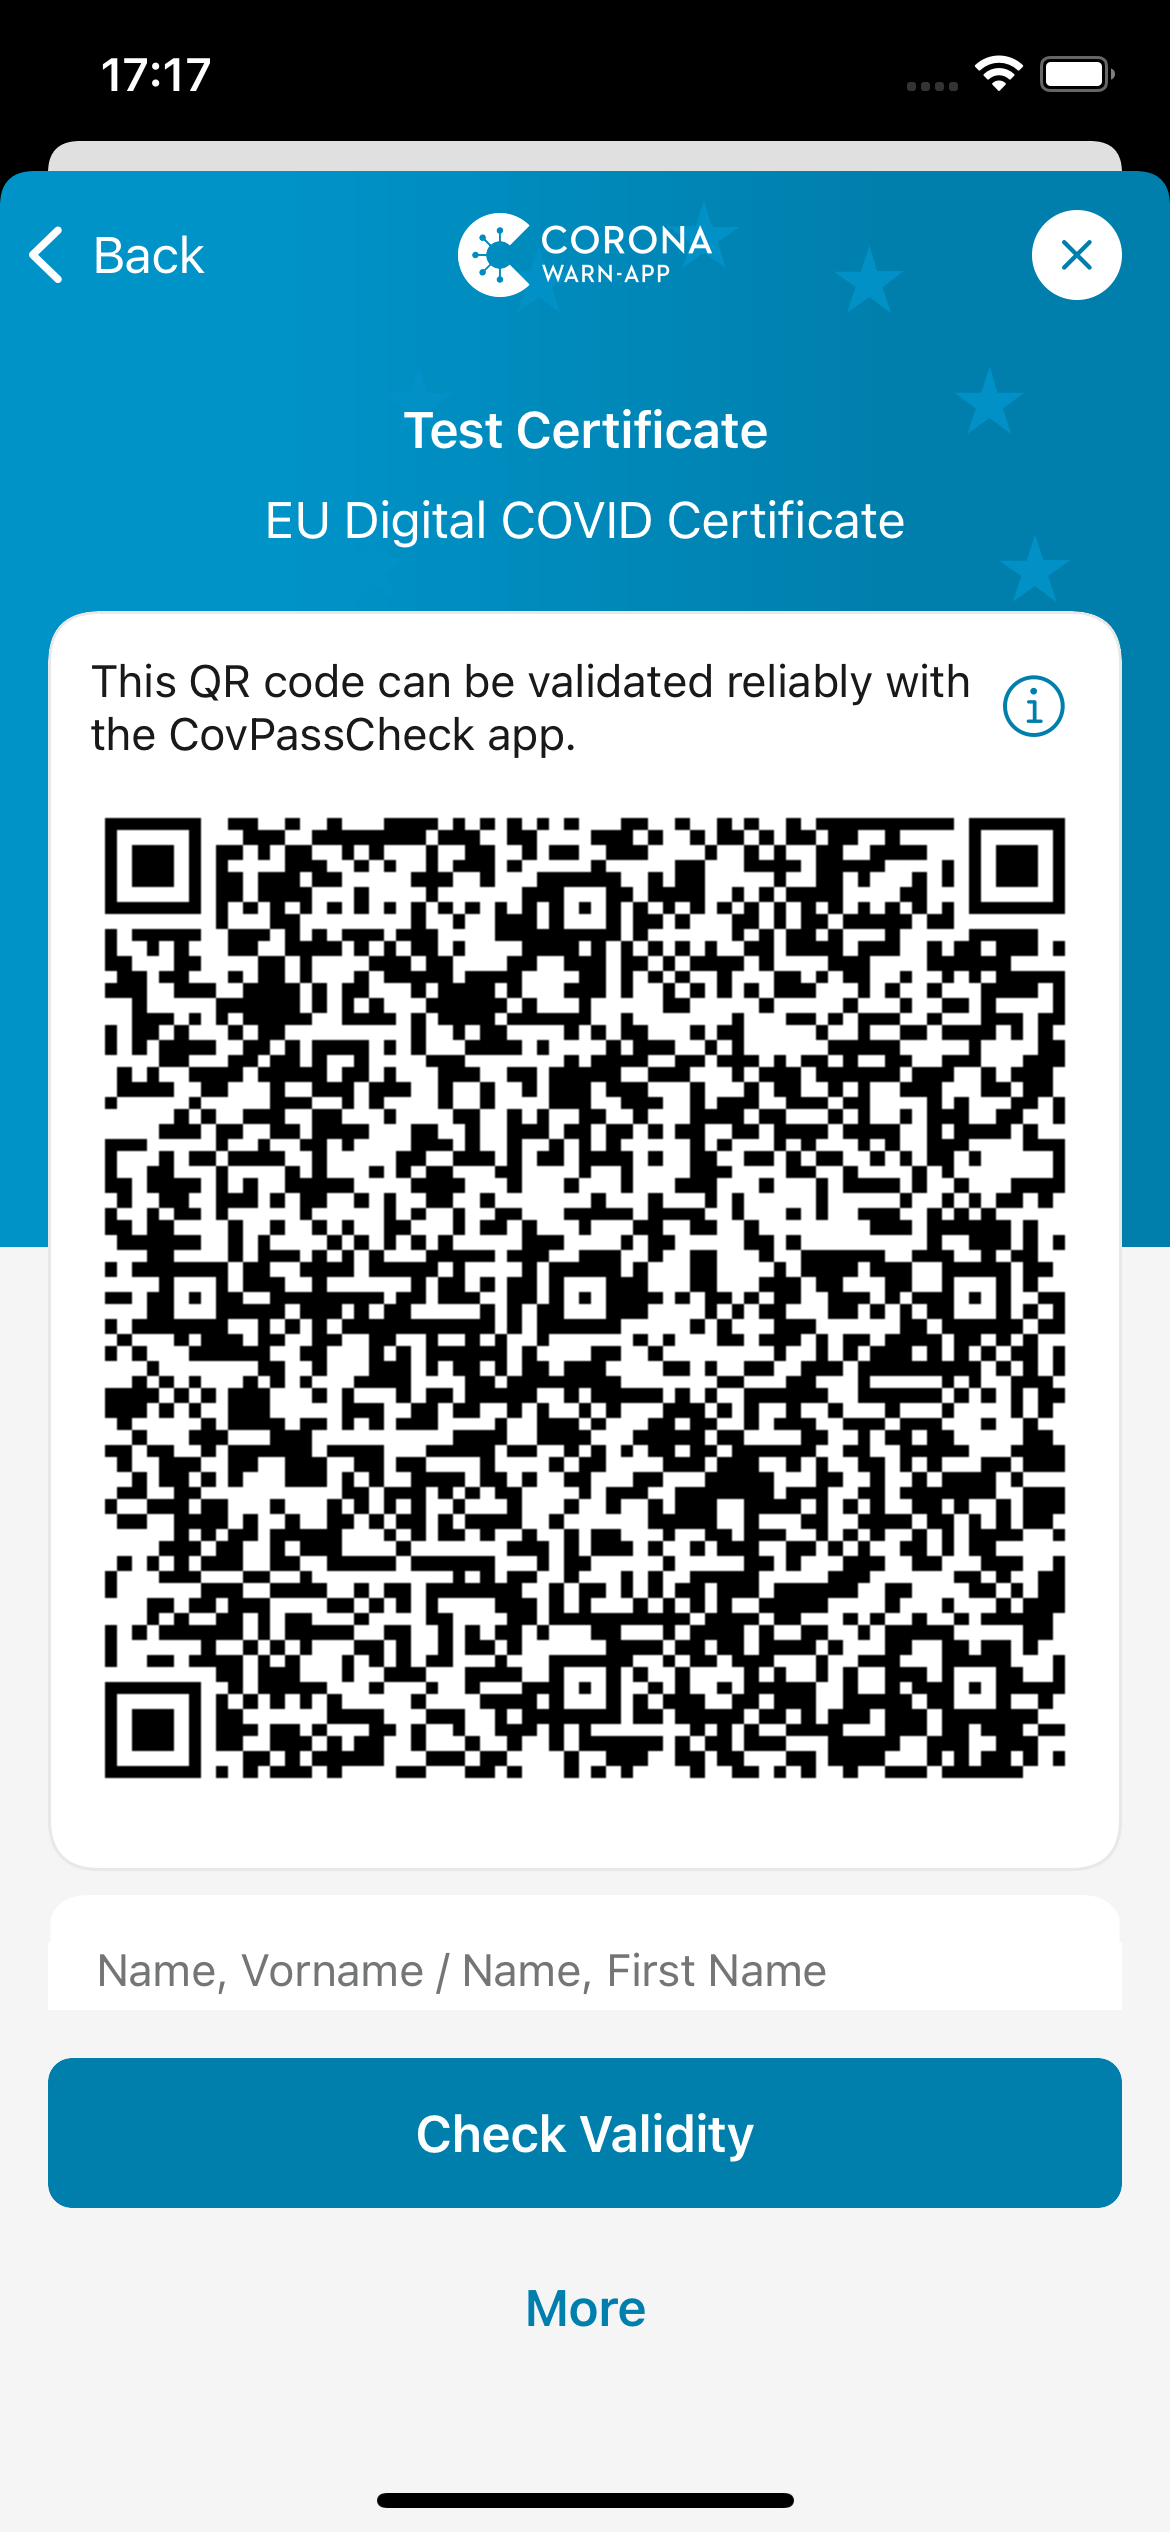 17:17
Back
CORONA
WARN-APP
Test Certificate
EU Digital COVID Certificate
This QR code can be validated reliably with
the CovPassCheck app.
Name, Vorname / Name, First Name
Check Validity
More